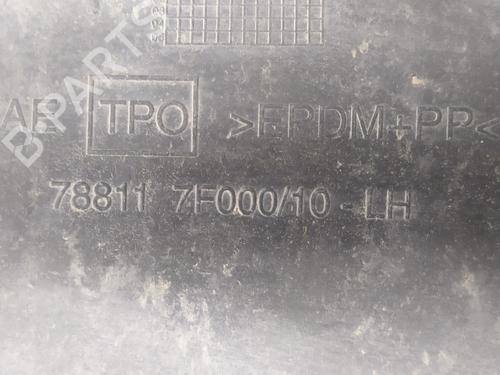 AE TPO >EPDM+PP<
78811 7F000/10 - LH